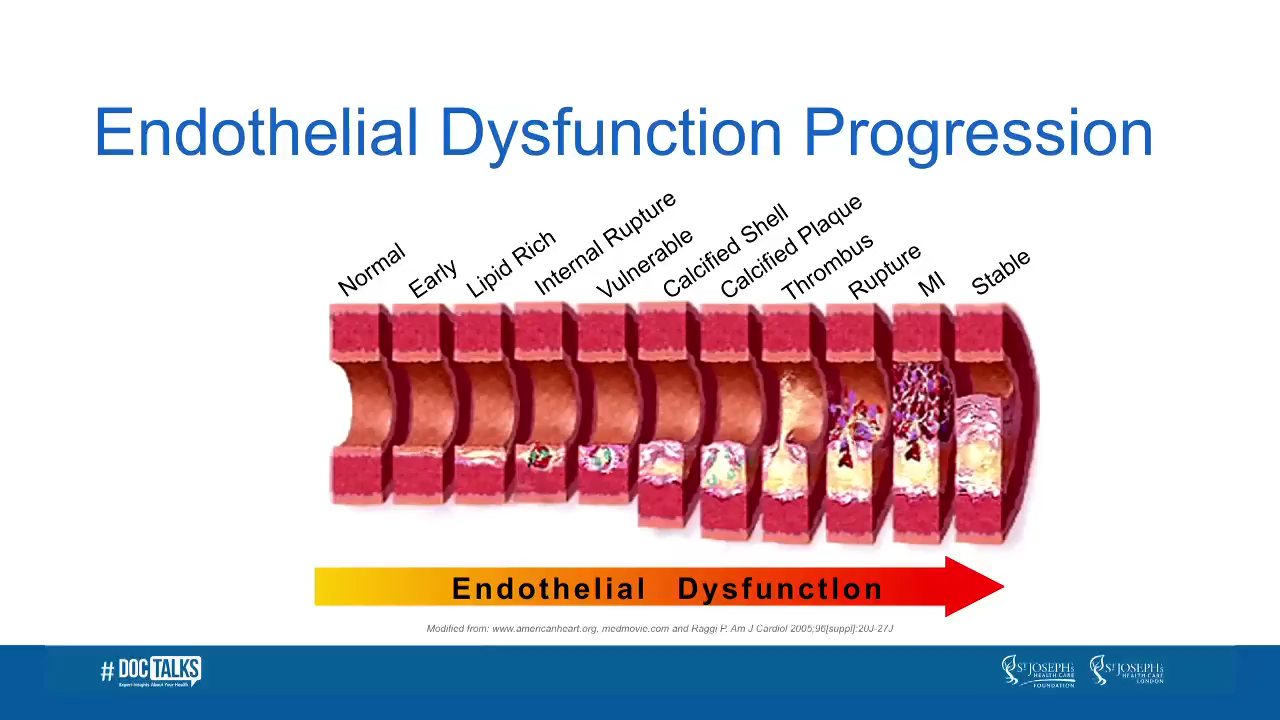 Endothelial Dysfunction Progression
Normal
Early
Lipid Rich
Internal Rupture
Vulnerable
Calcified Shell
Calcified Plaque
Thrombus
Rupture
MI
Stable
Endothelial Dysfunctlon
Modified from: www.americanheart.org, medmovie.com and Raggi P. Am J Cardiol 2005;96[suppl]:20J-27J
# DOC TALKS
Expert Insights About Your Health
ST JOSEPH'S
HEALTH CARE
FOUNDATION
ST JOSEPH'S
HEALTH CARE
LONDON